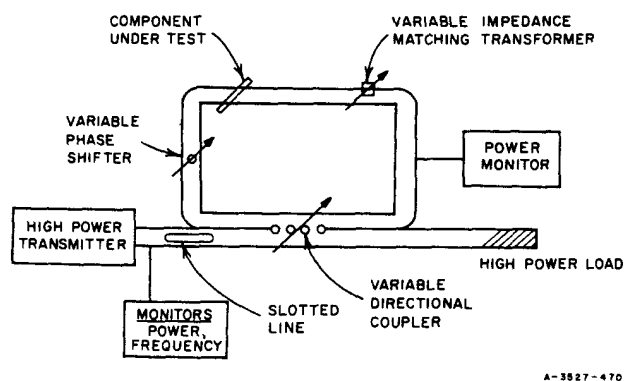 COMPONENT
UNDER TEST
VARIABLE IMPEDANCE
MATCHING TRANSFORMER
VARIABLE
PHASE
SHIFTER
POWER
MONITOR
HIGH POWER
TRANSMITTER
HIGH POWER LOAD
MONITORS
POWER,
FREQUENCY
SLOTTED
LINE
VARIABLE
DIRECTIONAL
COUPLER
A-3527-470